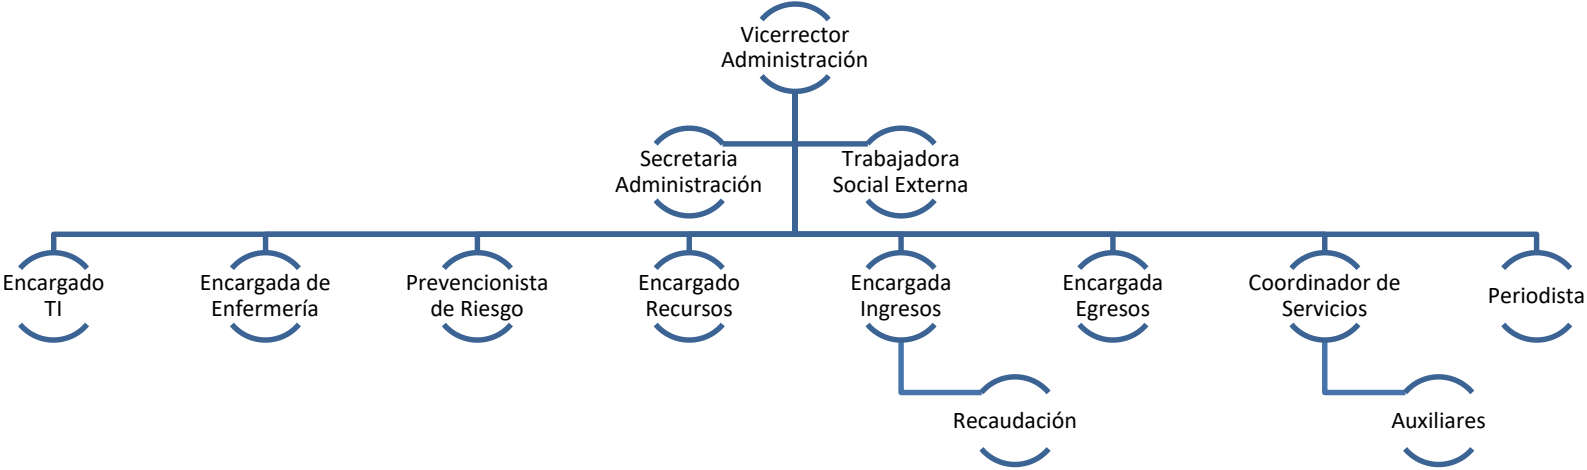 Vicerrector
Administración
Secretaria
Administración
Trabajadora
Social Externa
Encargado
TI
Encargada de
Enfermería
Prevencionista
de Riesgo
Encargado
Recursos
Encargada
Ingresos
Encargada
Egresos
Coordinador de
Servicios
Periodista
Recaudación
Auxiliares